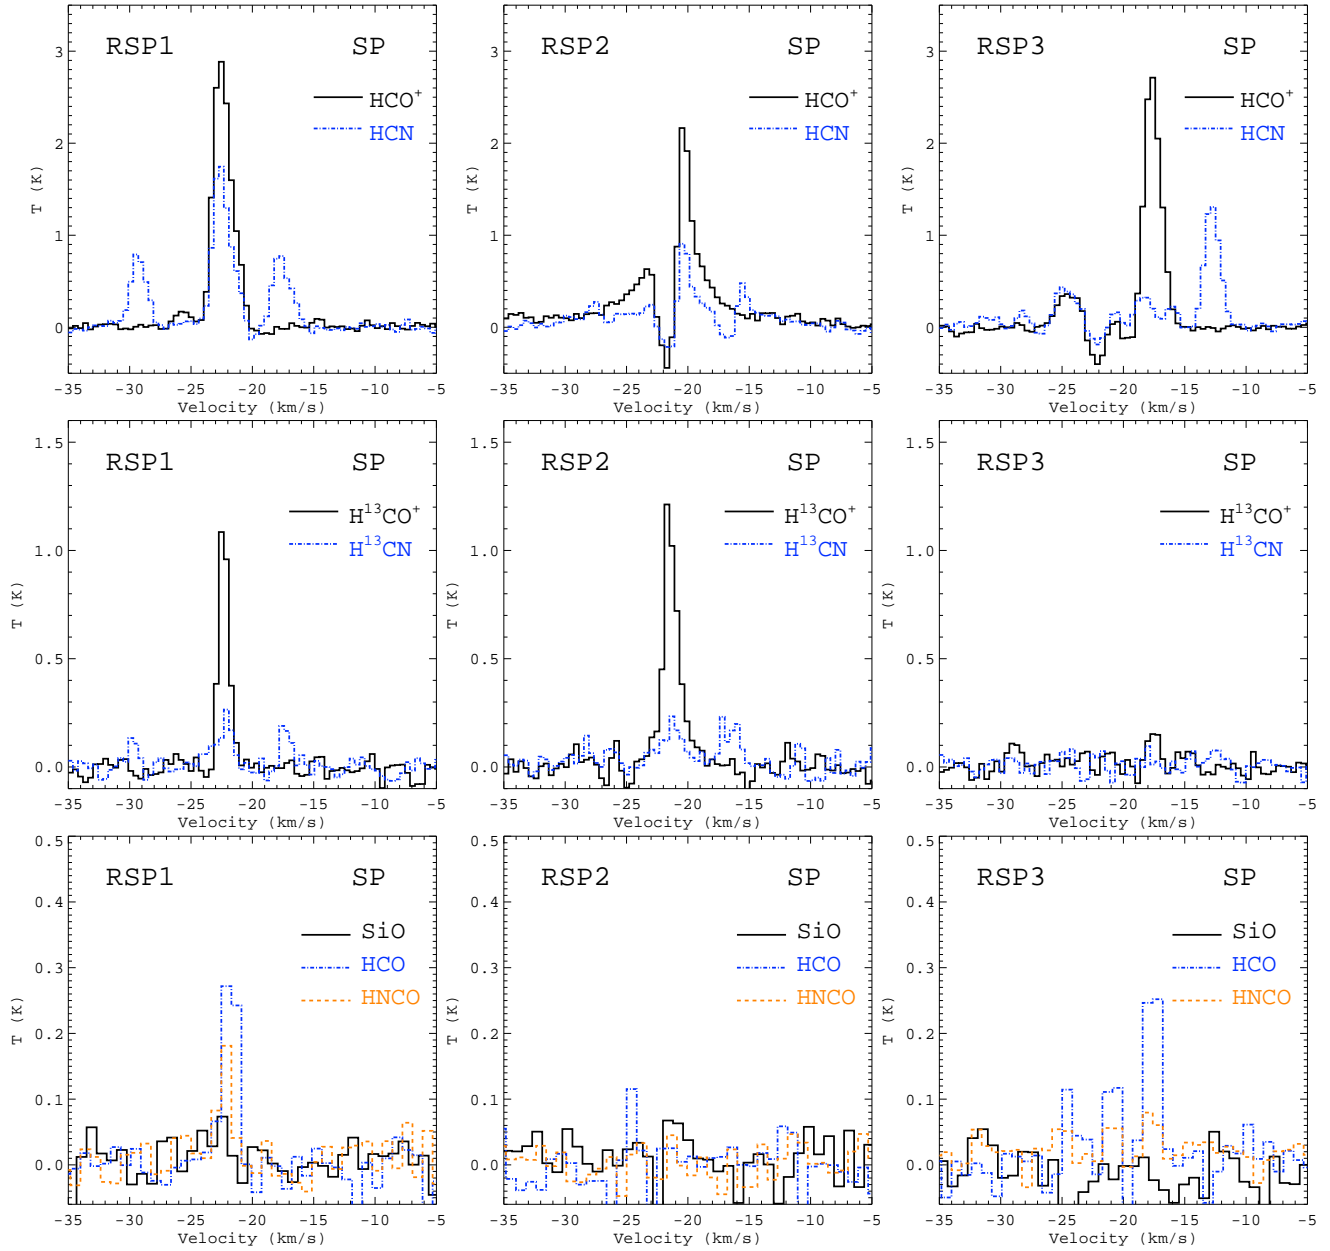 RSP1 SP
HCO+
HCN
3
2
1
0
T (K)
-35 -30 -25 -20 -15 -10 -5
Velocity (km/s)
RSP2 SP
HCO+
HCN
3
2
1
0
T (K)
-35 -30 -25 -20 -15 -10 -5
Velocity (km/s)
RSP3 SP
HCO+
HCN
3
2
1
0
T (K)
-35 -30 -25 -20 -15 -10 -5
Velocity (km/s)
RSP1 SP
H13CO+
H13CN
1.5
1.0
0.5
0.0
T (K)
-35 -30 -25 -20 -15 -10 -5
Velocity (km/s)
RSP2 SP
H13CO+
H13CN
1.5
1.0
0.5
0.0
T (K)
-35 -30 -25 -20 -15 -10 -5
Velocity (km/s)
RSP3 SP
H13CO+
H13CN
1.5
1.0
0.5
0.0
T (K)
-35 -30 -25 -20 -15 -10 -5
Velocity (km/s)
RSP1 SP
SiO
HCO
HNCO
0.5
0.4
0.3
0.2
0.1
0.0
T (K)
-35 -30 -25 -20 -15 -10 -5
Velocity (km/s)
RSP2 SP
SiO
HCO
HNCO
0.5
0.4
0.3
0.2
0.1
0.0
T (K)
-35 -30 -25 -20 -15 -10 -5
Velocity (km/s)
RSP3 SP
SiO
HCO
HNCO
0.5
0.4
0.3
0.2
0.1
0.0
T (K)
-35 -30 -25 -20 -15 -10 -5
Velocity (km/s)